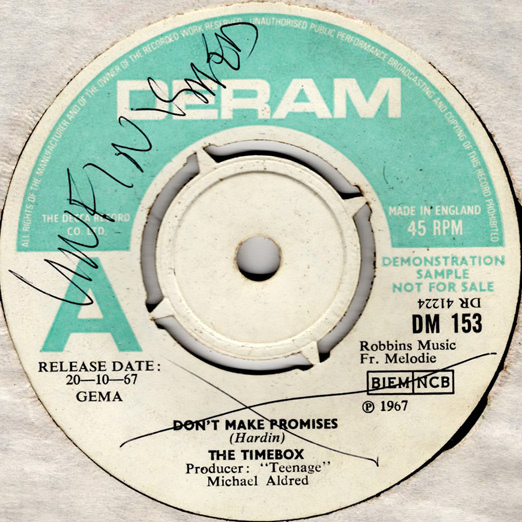 ALL RIGHTS OF THE MANUFACTURER AND OF THE OWNER OF THE RECORDED WORK RESERVED. UNAUTHORISED PUBLIC PERFORMANCE BROADCASTING AND COPYING OF THIS RECORD PROHIBITED
DERAM
UNFINISHED
THE DECCA RECORD
CO. LTD.
MADE IN ENGLAND
45 RPM
A
DEMONSTRATION
SAMPLE
NOT FOR SALE
DR 41224
DM 153
Robbins Music
Fr. Melodie
BIEM NCB
℗ 1967
RELEASE DATE:
20—10—67
GEMA
DON'T MAKE PROMISES
(Hardin)
THE TIMEBOX
Producer: "Teenage"
Michael Aldred